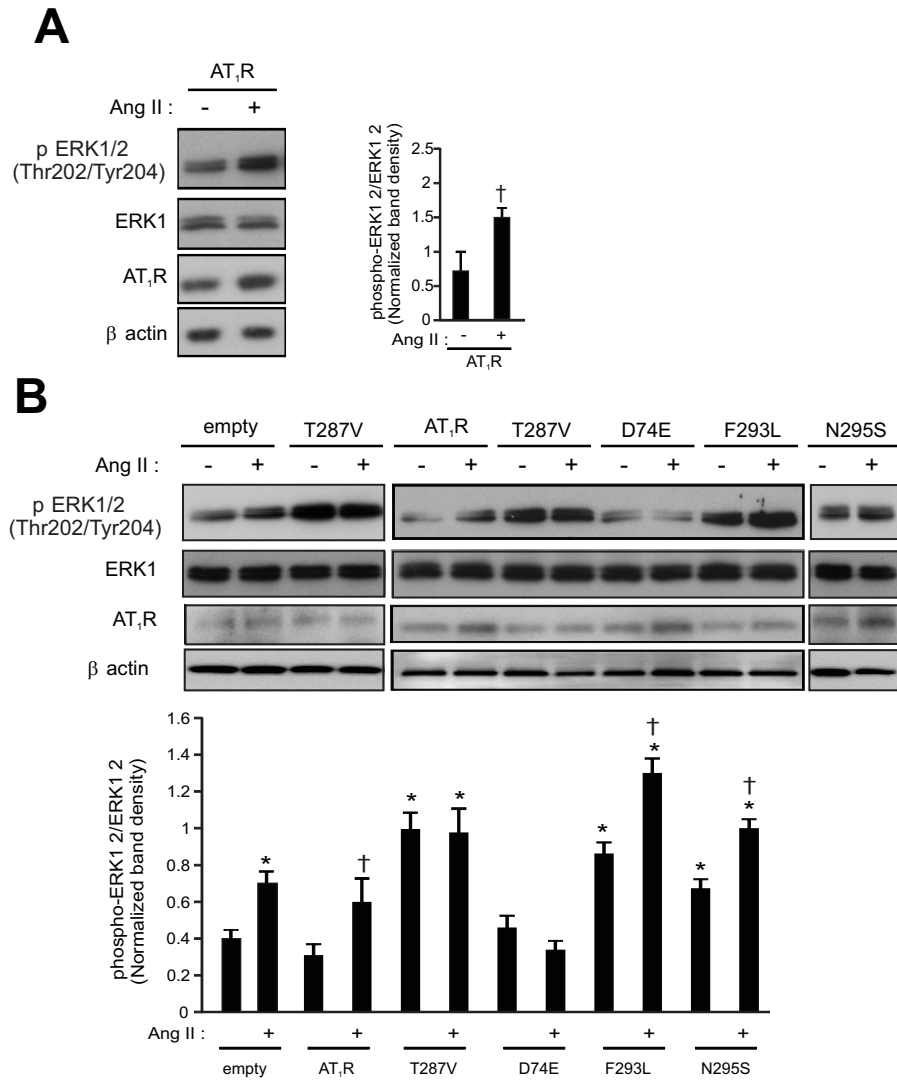 A
AT₁R
Ang II : - +
p ERK1/2
(Thr202/Tyr204)
ERK1
AT₁R
β actin
phospho-ERK1 2/ERK1 2
(Normalized band density)
2.5
2
1.5
1
0.5
0
†
Ang II : - +
AT₁R
B
empty T287V AT₁R T287V D74E F293L N295S
Ang II : - + - + - + - + - + - + - +
p ERK1/2
(Thr202/Tyr204)
ERK1
AT₁R
β actin
phospho-ERK1 2/ERK1 2
(Normalized band density)
1.6
1.4
1.2
1
0.8
0.6
0.4
0.2
0
* † * * * † * * † *
Ang II : + + + + + +
empty AT₁R T287V D74E F293L N295S